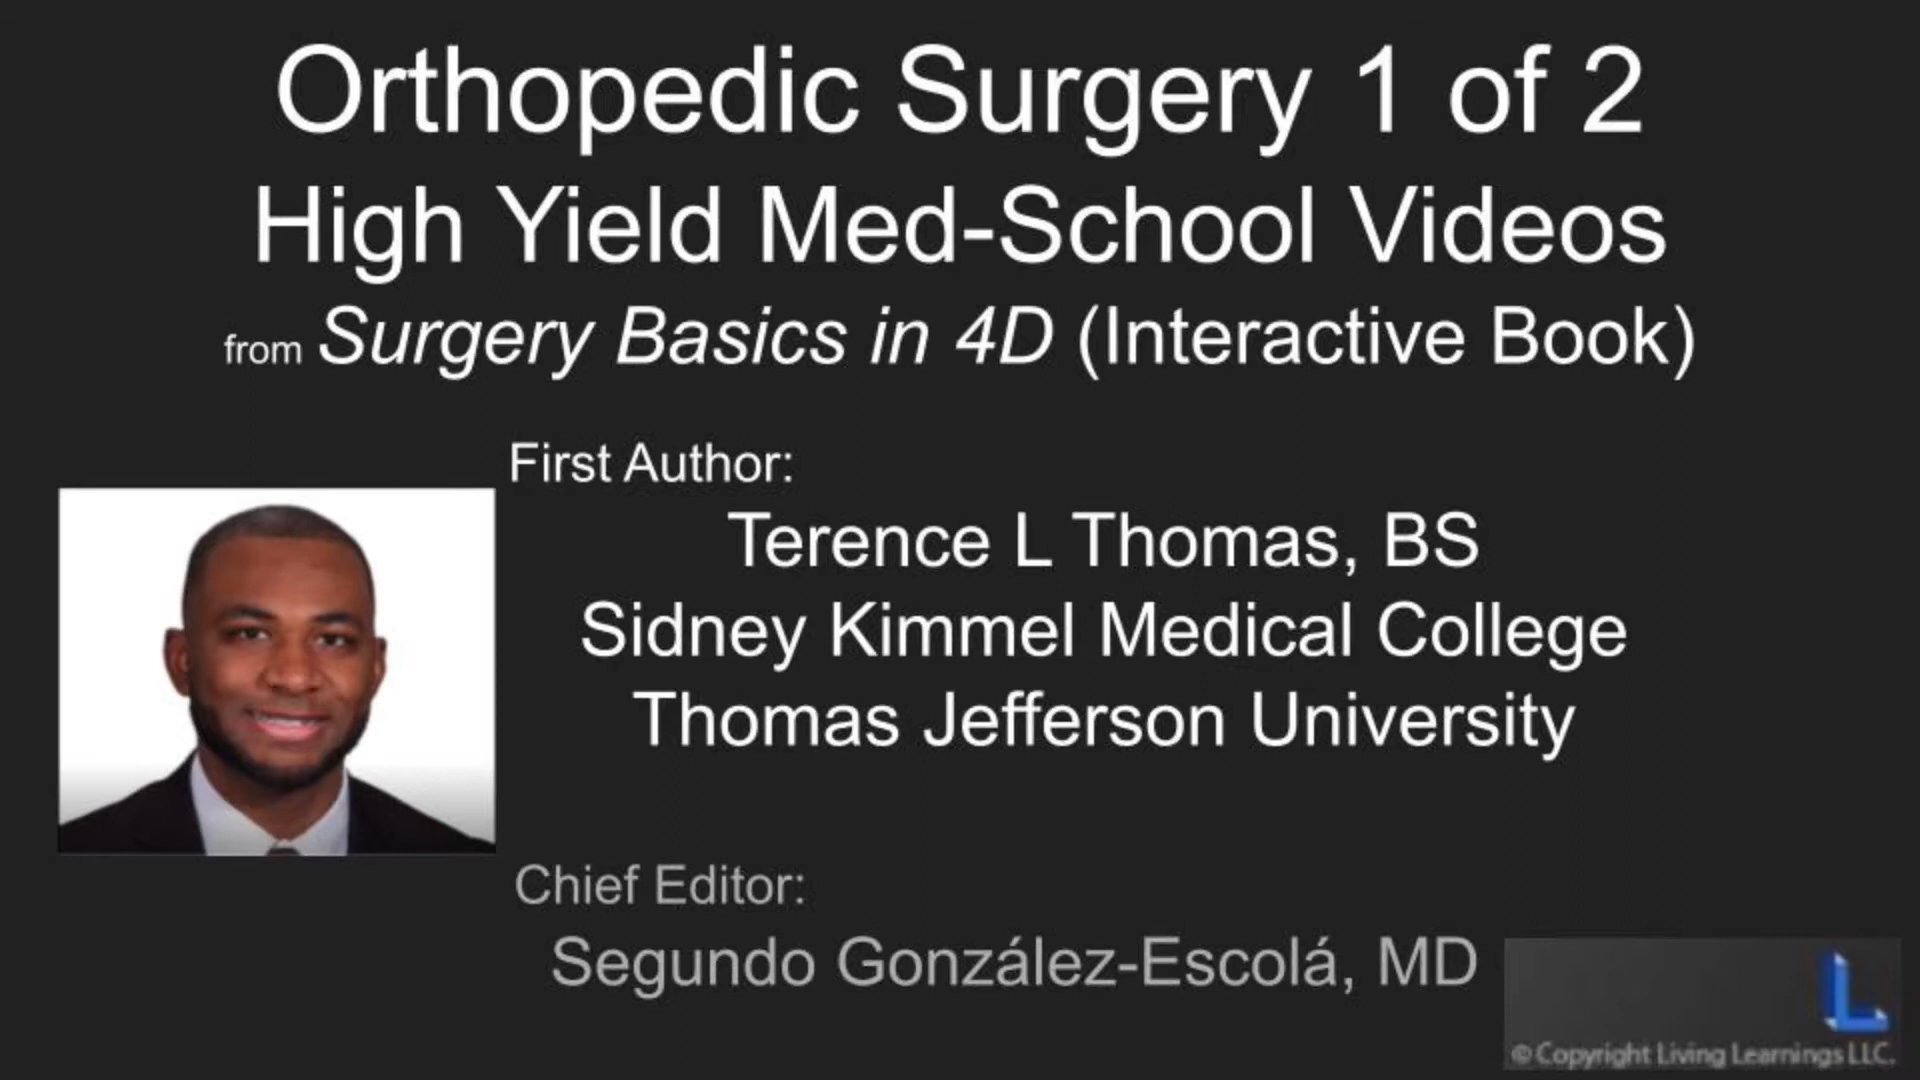 Orthopedic Surgery 1 of 2
High Yield Med-School Videos
from Surgery Basics in 4D (Interactive Book)
First Author:
Terence L Thomas, BS
Sidney Kimmel Medical College
Thomas Jefferson University
Chief Editor:
Segundo González-Escolá, MD
L
© Copyright Living Learnings LLC.